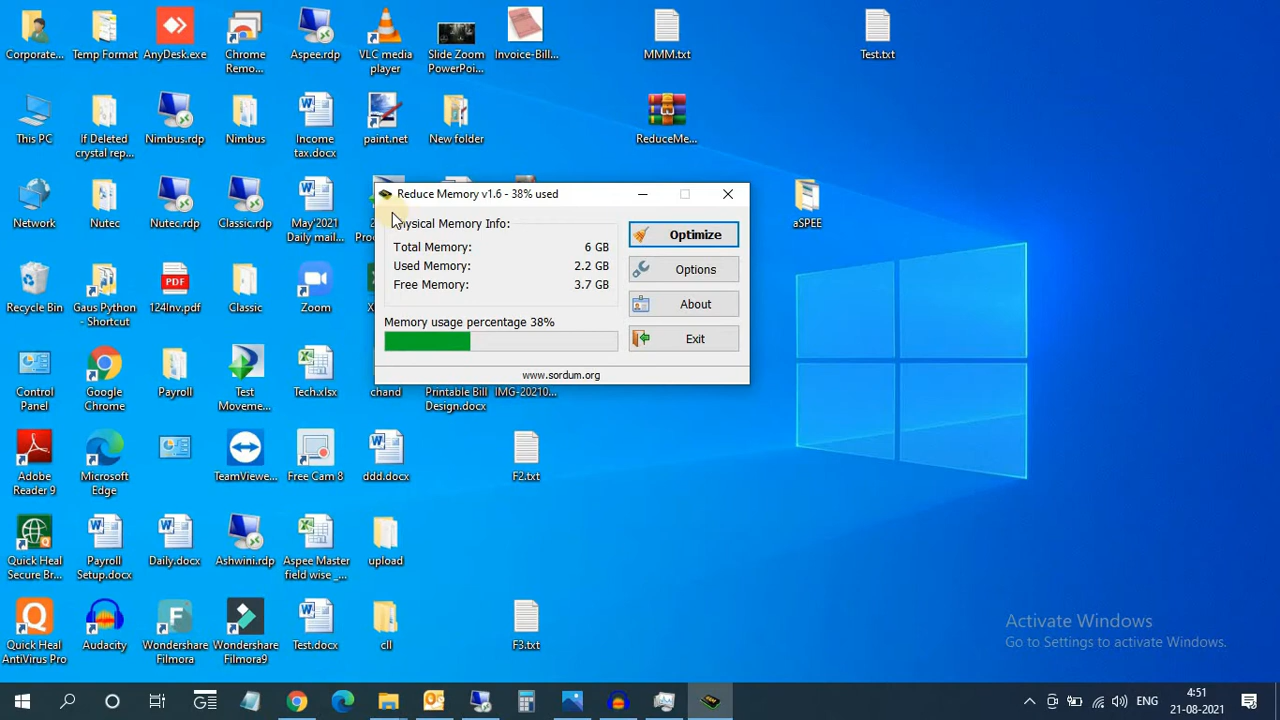 Corporate...
Temp Format
AnyDesk.exe
Chrome
Remo...
Aspee.rdp
VLC media
player
Slide Zoom
PowerPoi...
Invoice-Bill...
MMM.txt
Test.txt
This PC
If Deleted
crystal rep...
Nimbus.rdp
Nimbus
Income
tax.docx
paint.net
New folder
ReduceMe...
Network
Nutec
Nutec.rdp
Classic.rdp
May'2021
Daily mail...
aSPEE
Reduce Memory v1.6 - 38% used
Physical Memory Info:
Total Memory: 6 GB
Used Memory: 2.2 GB
Free Memory: 3.7 GB
Memory usage percentage 38%
Optimize
Options
About
Exit
www.sordum.org
Recycle Bin
Gaus Python
- Shortcut
PDF
124Inv.pdf
Classic
Zoom
Control
Panel
Google
Chrome
Payroll
Test
Moveme...
Tech.xlsx
chand
Printable Bill
Design.docx
IMG-20210...
Adobe
Reader 9
Microsoft
Edge
TeamViewe...
Free Cam 8
ddd.docx
F2.txt
Quick Heal
Secure Br...
Payroll
Setup.docx
Daily.docx
Ashwini.rdp
Aspee Master
field wise _...
upload
Quick Heal
AntiVirus Pro
Audacity
Wondershare
Filmora
Wondershare
Filmora9
Test.docx
cll
F3.txt
Activate Windows
Go to Settings to activate Windows.
ENG
4:51
21-08-2021